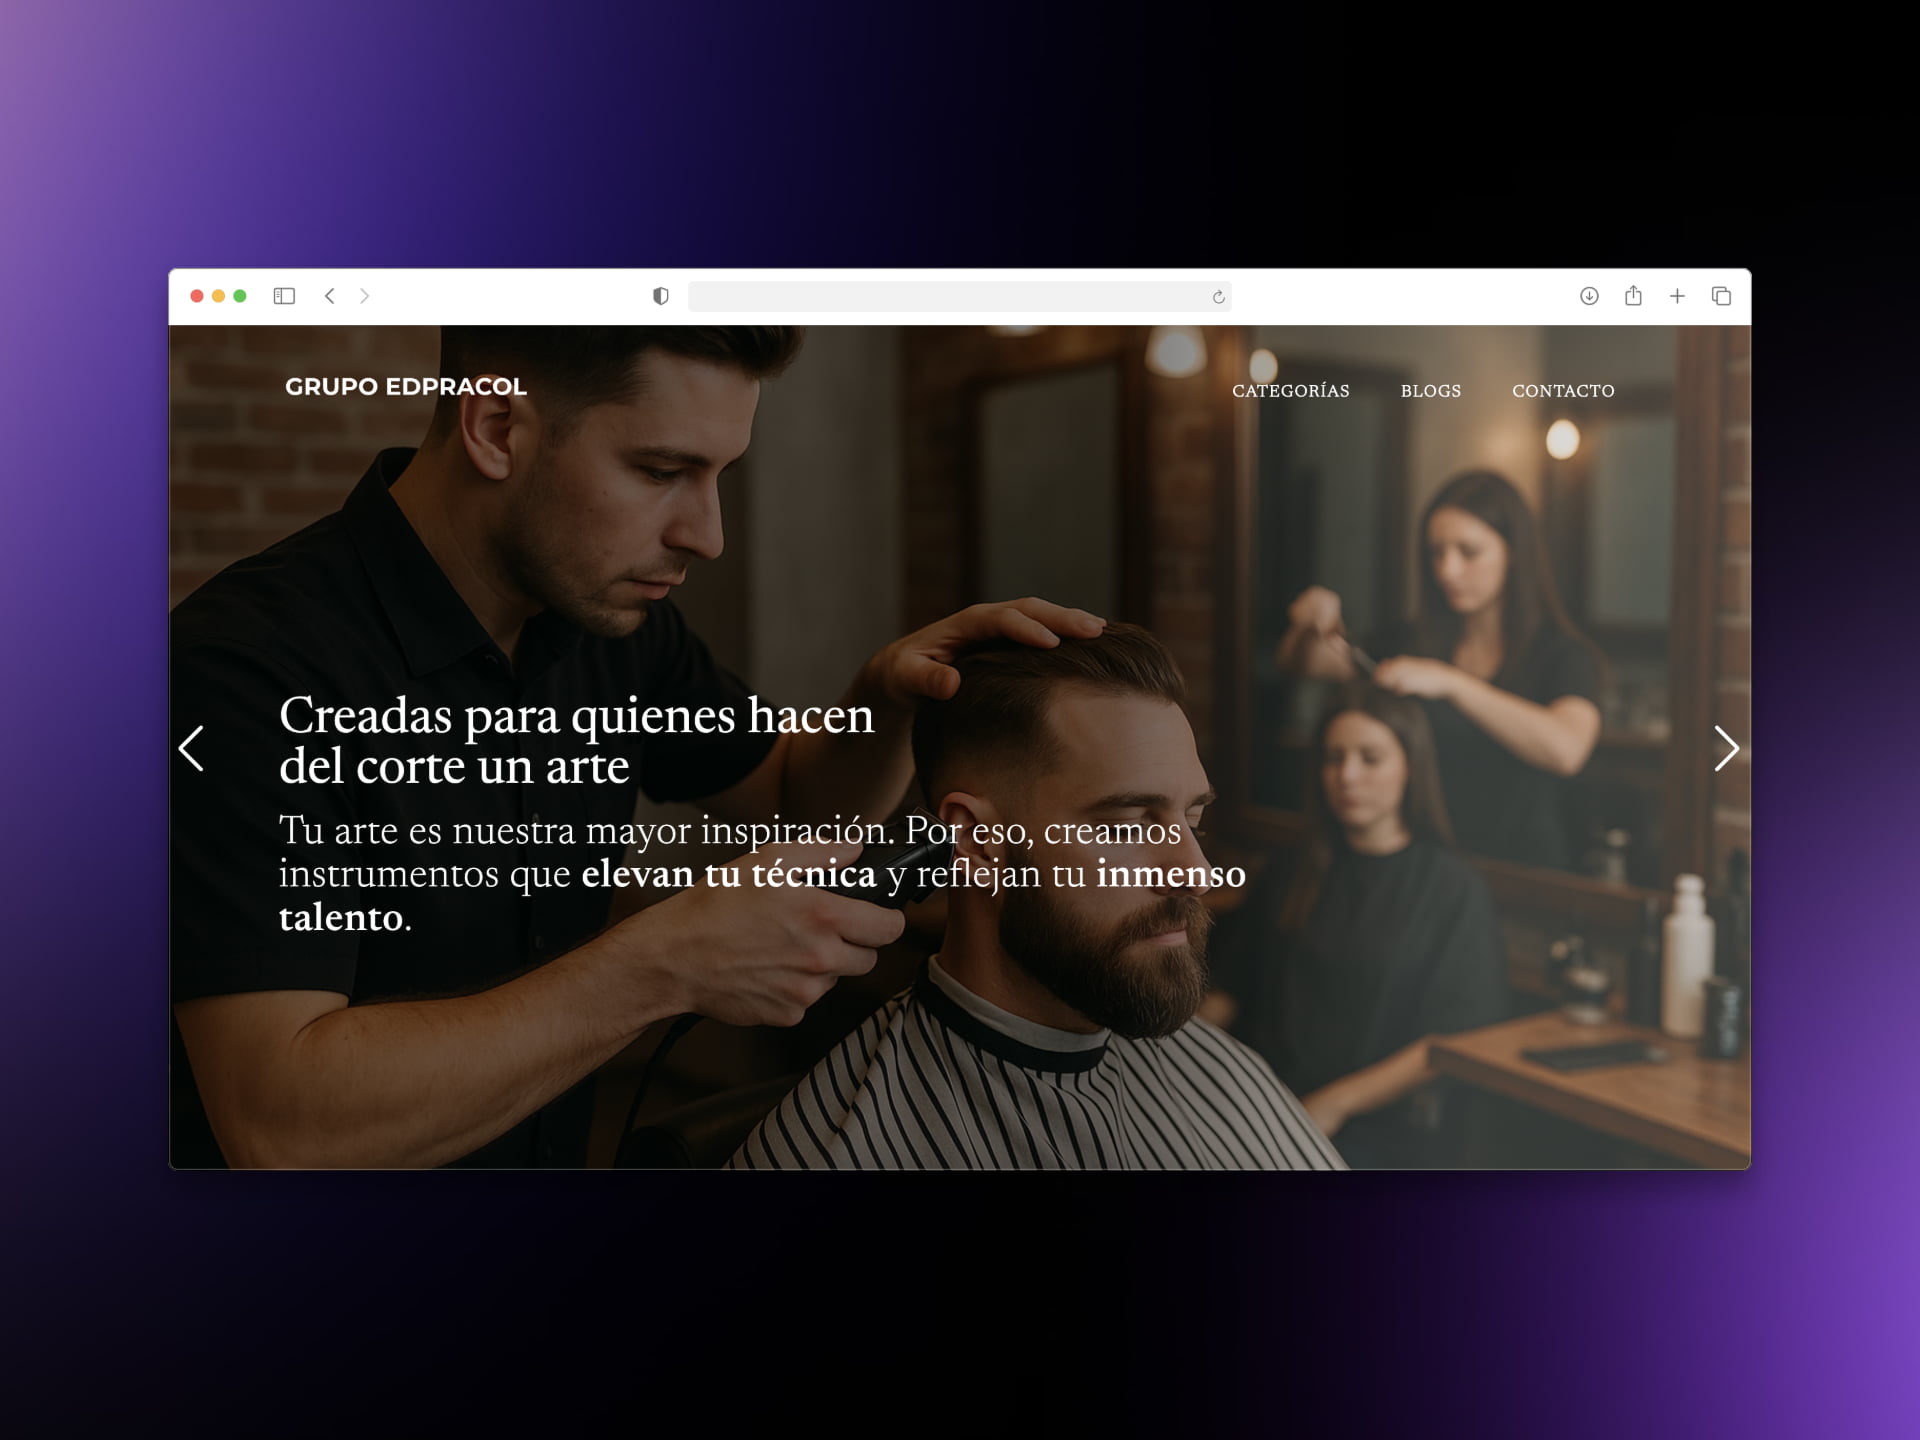 GRUPO EDPRACOL
CATEGORÍAS BLOGS CONTACTO
Creadas para quienes hacen
del corte un arte
Tu arte es nuestra mayor inspiración. Por eso, creamos
instrumentos que elevan tu técnica y reflejan tu inmenso
talento.